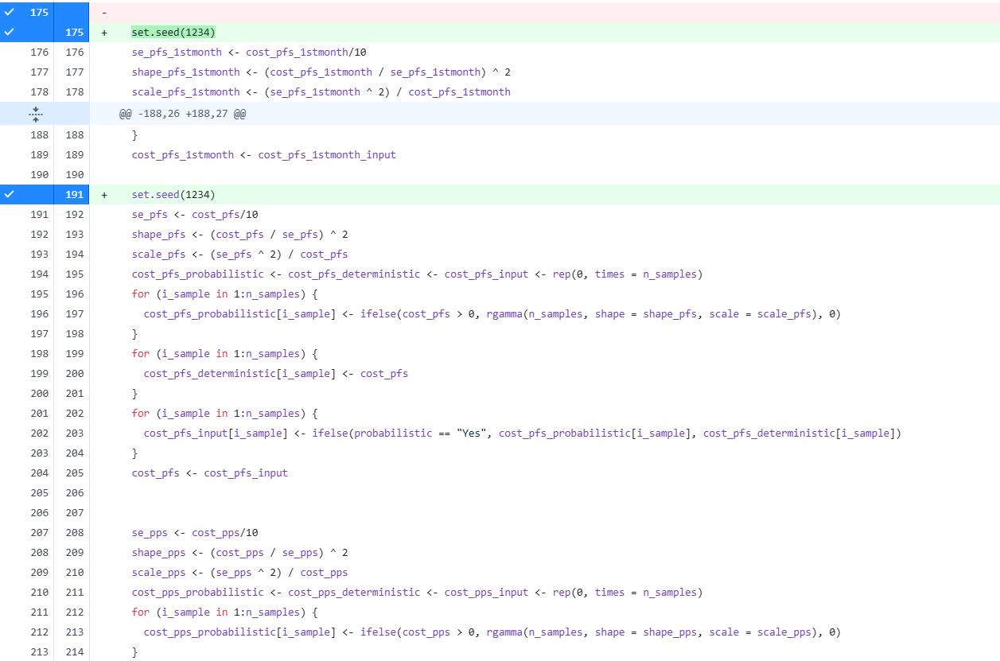 175 -
175 + set.seed(1234)
176 176 se_pfs_1stmonth <- cost_pfs_1stmonth/10
177 177 shape_pfs_1stmonth <- (cost_pfs_1stmonth / se_pfs_1stmonth) ^ 2
178 178 scale_pfs_1stmonth <- (se_pfs_1stmonth ^ 2) / cost_pfs_1stmonth
@@ -188,26 +188,27 @@
188 188 }
189 189 cost_pfs_1stmonth <- cost_pfs_1stmonth_input
190 190
191 + set.seed(1234)
191 192 se_pfs <- cost_pfs/10
192 193 shape_pfs <- (cost_pfs / se_pfs) ^ 2
193 194 scale_pfs <- (se_pfs ^ 2) / cost_pfs
194 195 cost_pfs_probabilistic <- cost_pfs_deterministic <- cost_pfs_input <- rep(0, times = n_samples)
195 196 for (i_sample in 1:n_samples) {
196 197 cost_pfs_probabilistic[i_sample] <- ifelse(cost_pfs > 0, rgamma(n_samples, shape = shape_pfs, scale = scale_pfs), 0)
197 198 }
198 199 for (i_sample in 1:n_samples) {
199 200 cost_pfs_deterministic[i_sample] <- cost_pfs
200 201 }
201 202 for (i_sample in 1:n_samples) {
202 203 cost_pfs_input[i_sample] <- ifelse(probabilistic == "Yes", cost_pfs_probabilistic[i_sample], cost_pfs_deterministic[i_sample])
203 204 }
204 205 cost_pfs <- cost_pfs_input
205 206
206 207
207 208 se_pps <- cost_pps/10
208 209 shape_pps <- (cost_pps / se_pps) ^ 2
209 210 scale_pps <- (se_pps ^ 2) / cost_pps
210 211 cost_pps_probabilistic <- cost_pps_deterministic <- cost_pps_input <- rep(0, times = n_samples)
211 212 for (i_sample in 1:n_samples) {
212 213 cost_pps_probabilistic[i_sample] <- ifelse(cost_pps > 0, rgamma(n_samples, shape = shape_pps, scale = scale_pps), 0)
213 214 }